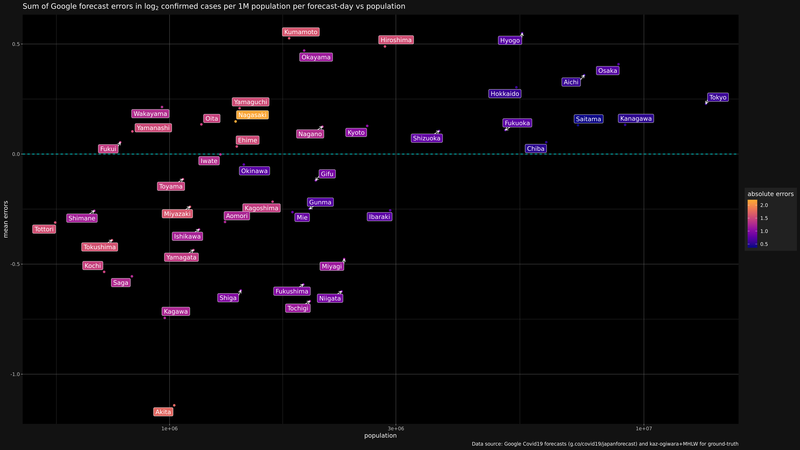 Sum of Google forecast errors in log₂ confirmed cases per 1M population per forecast-day vs population
Kumamoto
Hiroshima
Hyogo
0.5
Okayama
Osaka
Aichi
Hokkaido
Tokyo
Yamaguchi
Wakayama
Nagasaki
Oita
Saitama
Kanagawa
Fukuoka
Yamanashi
Nagano
Kyoto
Shizuoka
Ehime
Fukui
Chiba
0.0
Iwate
Okinawa
Gifu
Toyama
absolute errors
2.0
1.5
1.0
0.5
Gunma
Kagoshima
Miyazaki
Shimane
Aomori
Mie
Ibaraki
mean errors
Tottori
Ishikawa
Tokushima
Yamagata
Kochi
-0.5
Miyagi
Saga
Fukushima
Shiga
Niigata
Tochigi
Kagawa
-1.0
Akita
1e+06
3e+06
1e+07
population
Data source: Google Covid19 forecasts (g.co/covid19/japanforecast) and kaz-ogiwara+MHLW for ground-truth